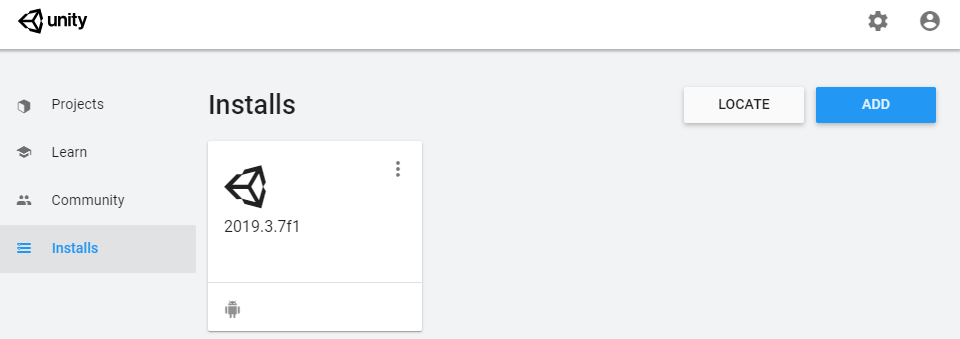 unity
Projects
Learn
Community
Installs
Installs
LOCATE
ADD
2019.3.7f1